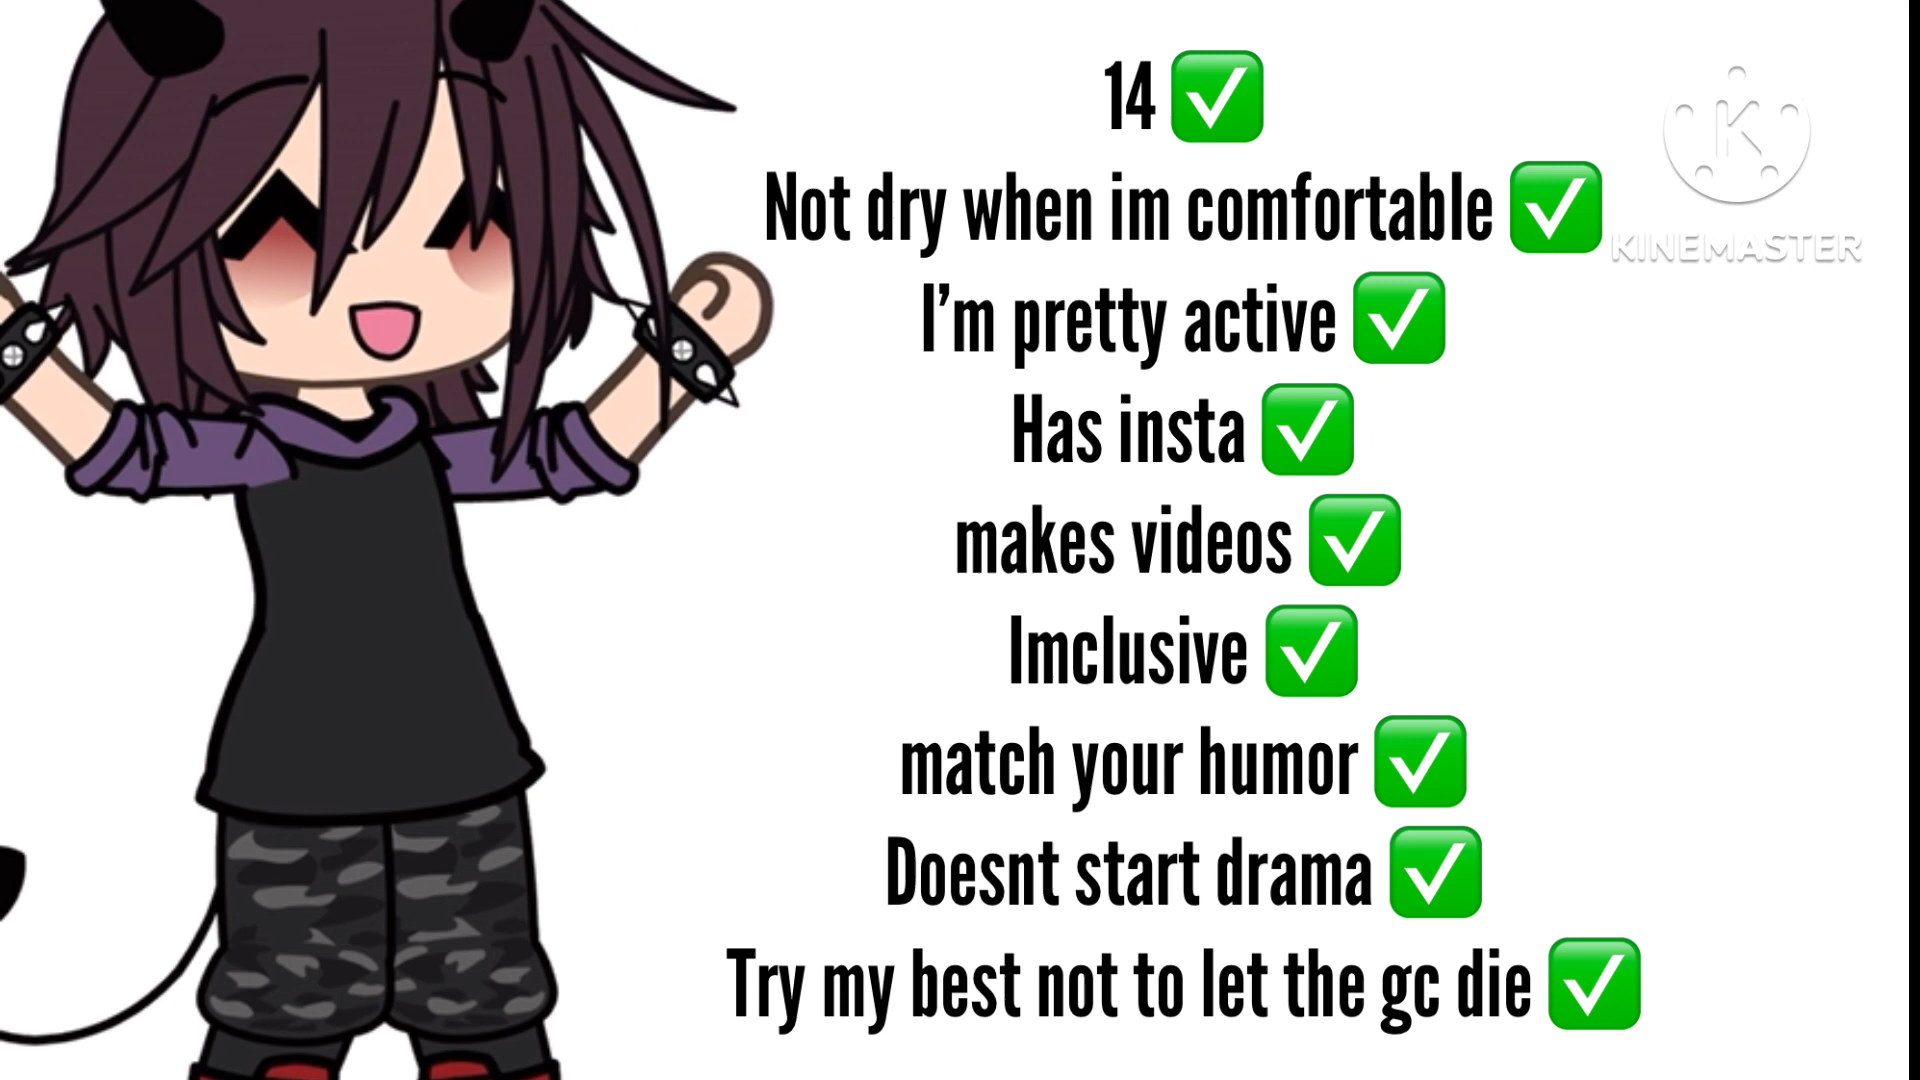 14 ✅
Not dry when im comfortable ✅
I'm pretty active ✅
Has insta ✅
makes videos ✅
Imclusive ✅
match your humor ✅
Doesnt start drama ✅
Try my best not to let the gc die ✅
K
KINEMASTER